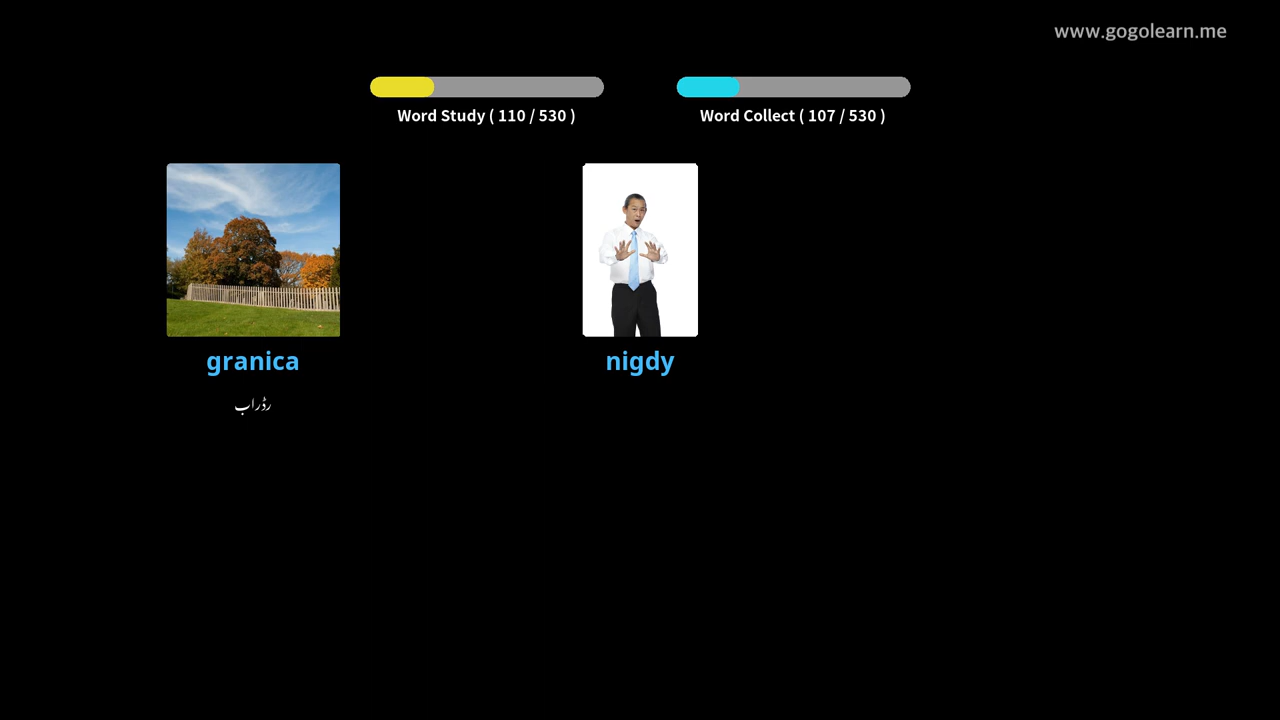 www.gogolearn.me
Word Study ( 110 / 530 )
Word Collect ( 107 / 530 )
granica
nigdy
رڈراب